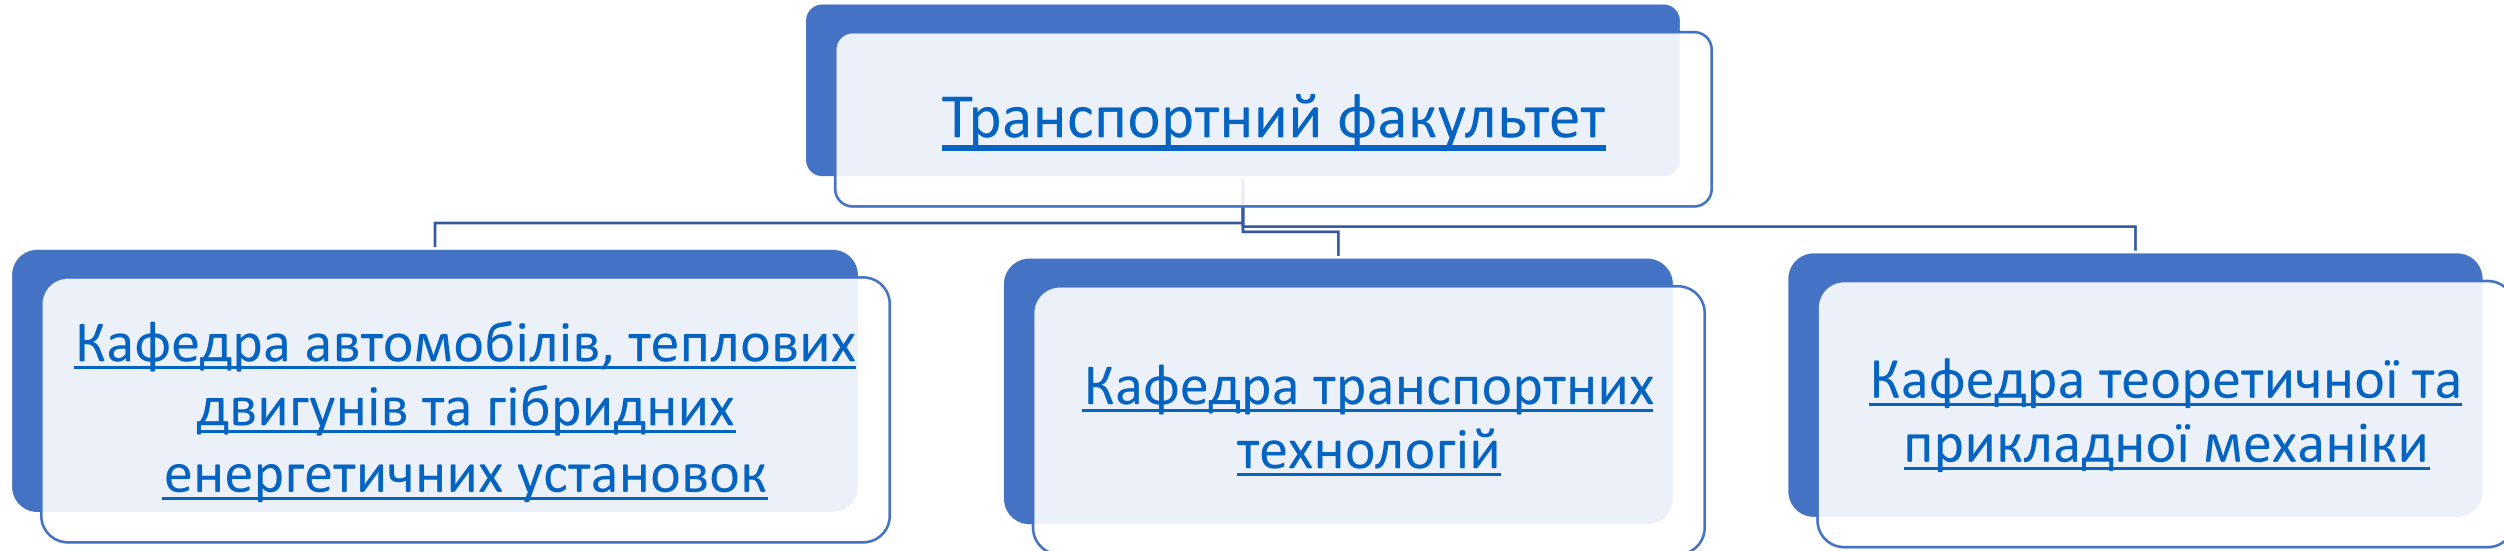 Транспортний факультет
Кафедра автомобілів, теплових
двигунів та гібридних
енергетичних установок
Кафедра транспортних
технологій
Кафедра теоретичної та
прикладної механіки